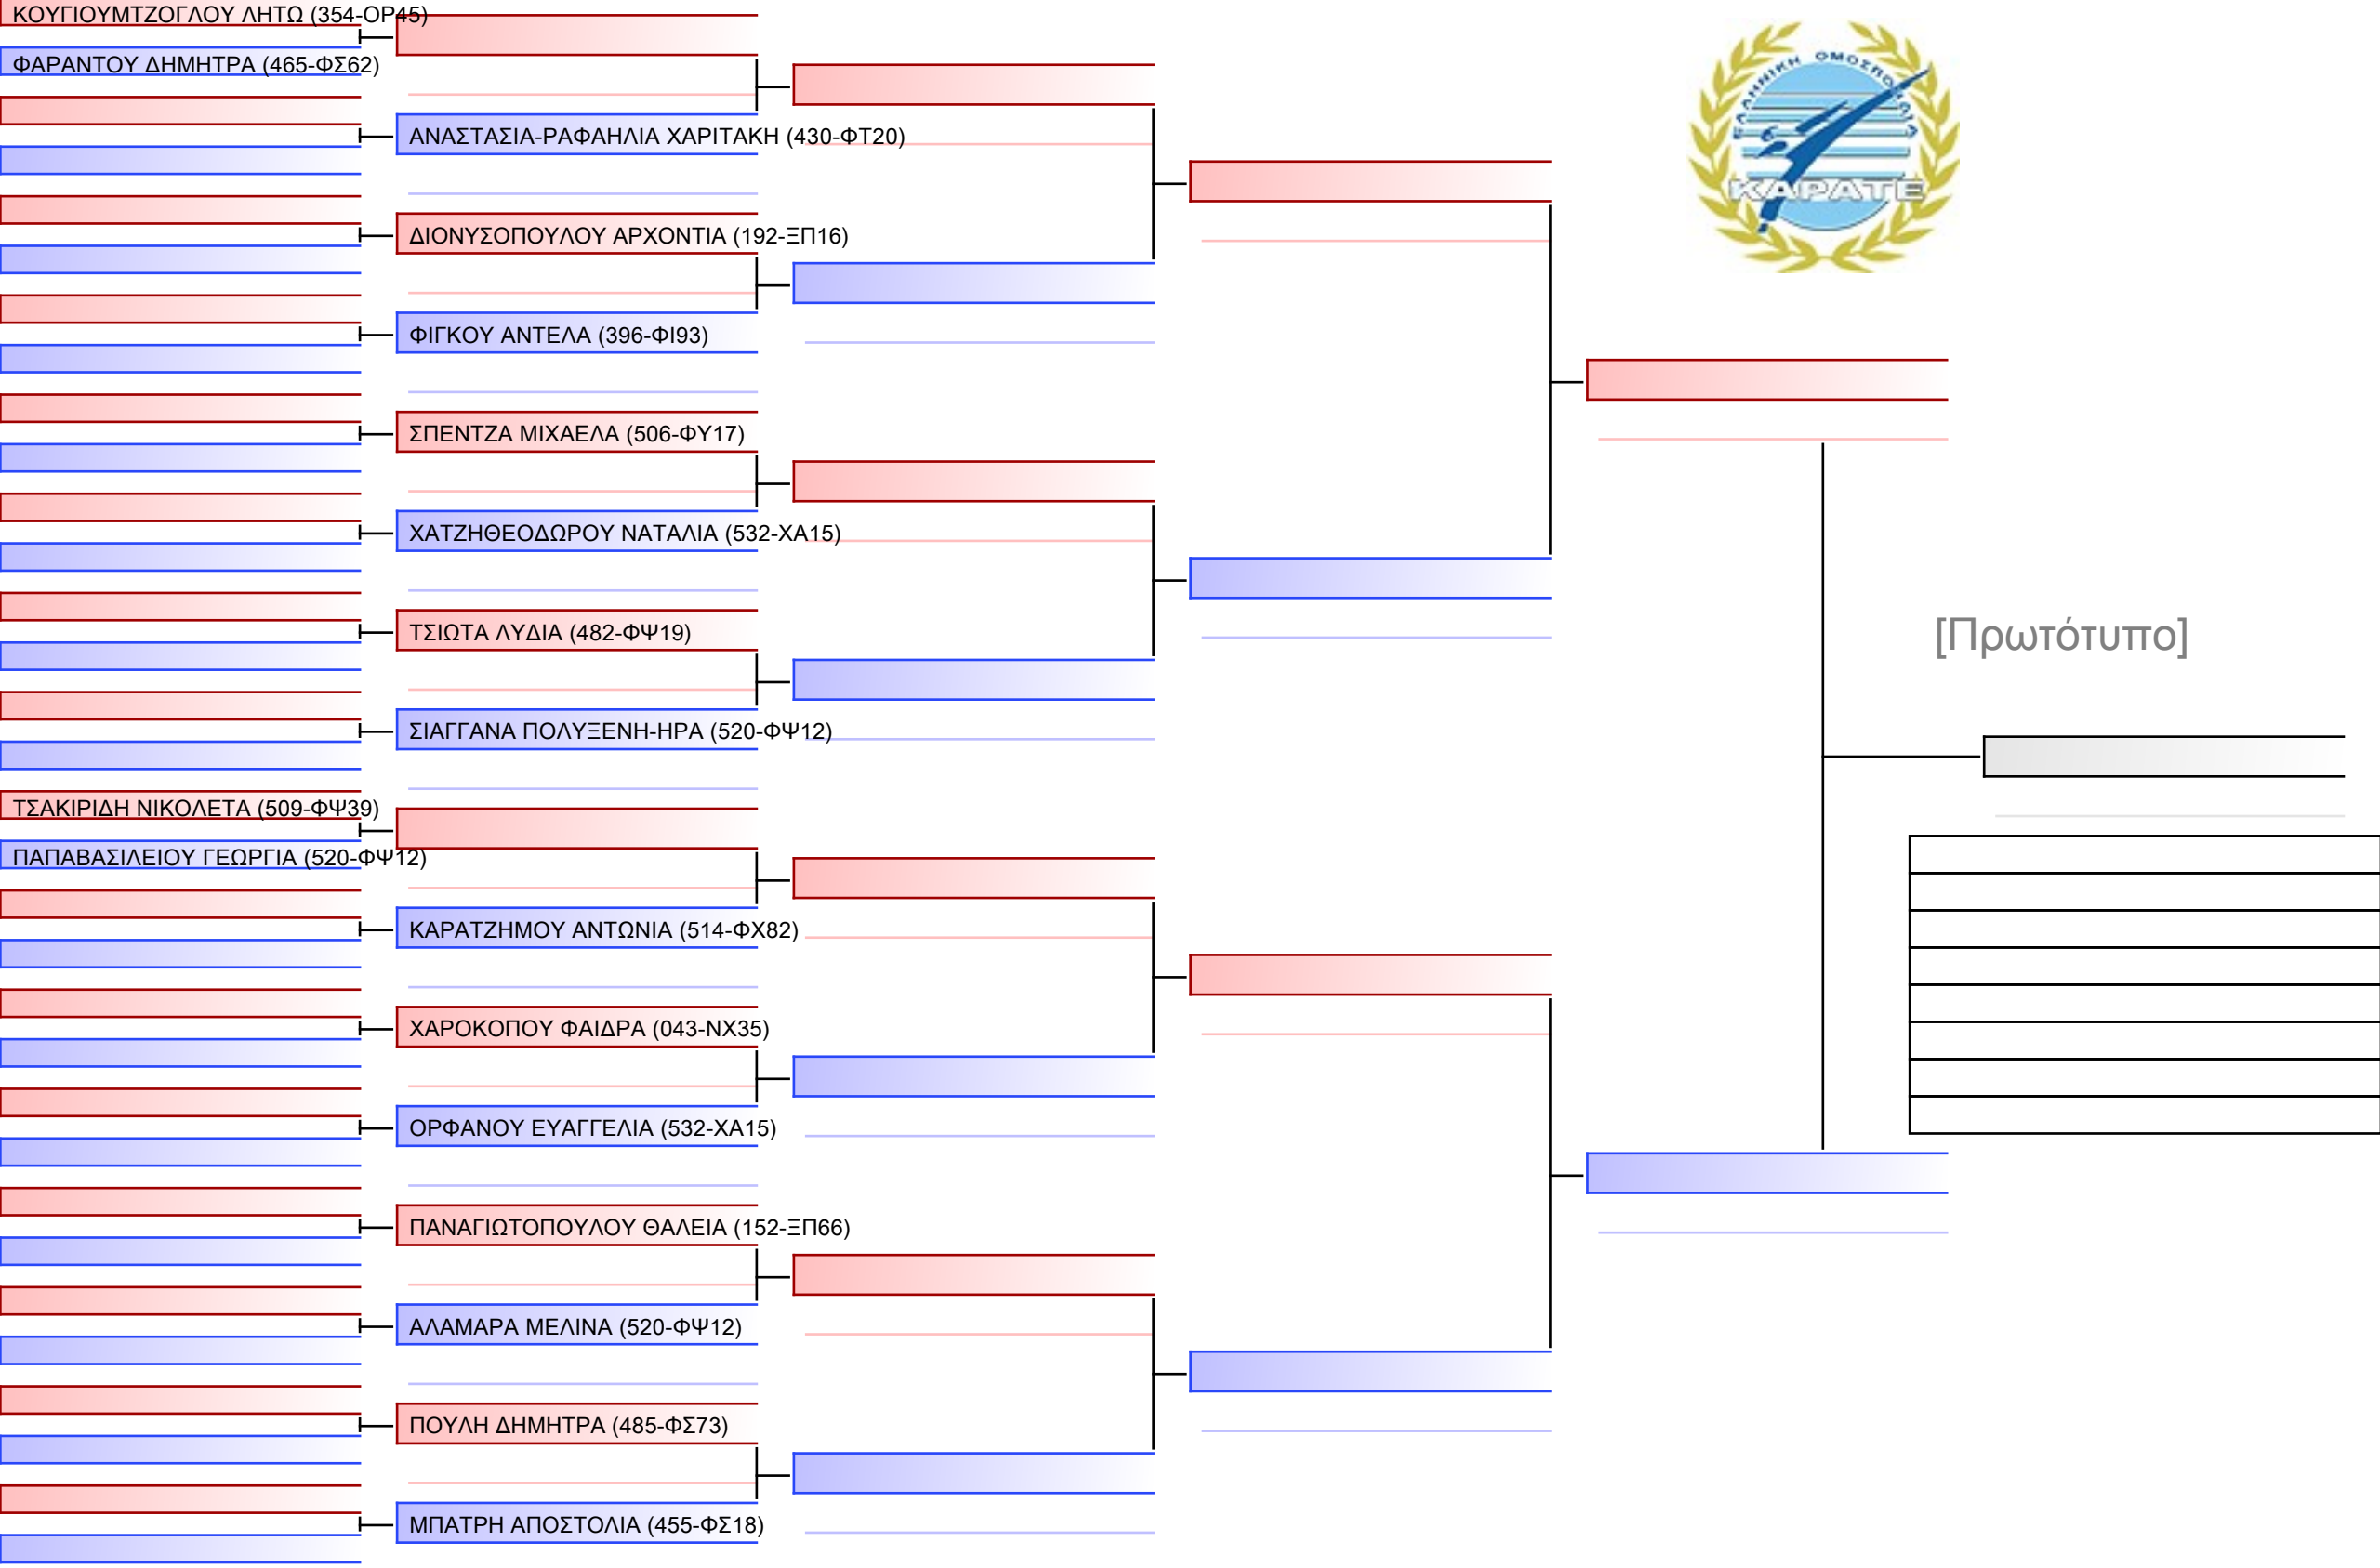 ΚΟΥΓΙΟΥΜΤΖΟΓΛΟΥ ΛΗΤΩ (354-ΟΡ45)
ΦΑΡΑΝΤΟΥ ΔΗΜΗΤΡΑ (465-ΦΣ62)
ΑΝΑΣΤΑΣΙΑ-ΡΑΦΑΗΛΙΑ ΧΑΡΙΤΑΚΗ (430-ΦΤ20)
ΔΙΟΝΥΣΟΠΟΥΛΟΥ ΑΡΧΟΝΤΙΑ (192-ΞΠ16)
ΦΙΓΚΟΥ ΑΝΤΕΛΑ (396-ΦΙ93)
ΣΠΕΝΤΖΑ ΜΙΧΑΕΛΑ (506-ΦΥ17)
ΧΑΤΖΗΘΕΟΔΩΡΟΥ ΝΑΤΑΛΙΑ (532-ΧΑ15)
ΤΣΙΩΤΑ ΛΥΔΙΑ (482-ΦΨ19)
ΣΙΑΓΓΑΝΑ ΠΟΛΥΞΕΝΗ-ΗΡΑ (520-ΦΨ12)
ΤΣΑΚΙΡΙΔΗ ΝΙΚΟΛΕΤΑ (509-ΦΨ39)
ΠΑΠΑΒΑΣΙΛΕΙΟΥ ΓΕΩΡΓΙΑ (520-ΦΨ12)
ΚΑΡΑΤΖΗΜΟΥ ΑΝΤΩΝΙΑ (514-ΦΧ82)
ΧΑΡΟΚΟΠΟΥ ΦΑΙΔΡΑ (043-ΝΧ35)
ΟΡΦΑΝΟΥ ΕΥΑΓΓΕΛΙΑ (532-ΧΑ15)
ΠΑΝΑΓΙΩΤΟΠΟΥΛΟΥ ΘΑΛΕΙΑ (152-ΞΠ66)
ΑΛΑΜΑΡΑ ΜΕΛΙΝΑ (520-ΦΨ12)
ΠΟΥΛΗ ΔΗΜΗΤΡΑ (485-ΦΣ73)
ΜΠΑΤΡΗ ΑΠΟΣΤΟΛΙΑ (455-ΦΣ18)
ΕΛΛΗΝΙΚΗ ΟΜΟΣΠΟΝΔΙΑ
ΚΑΡΑΤΕ
[Πρωτότυπο]